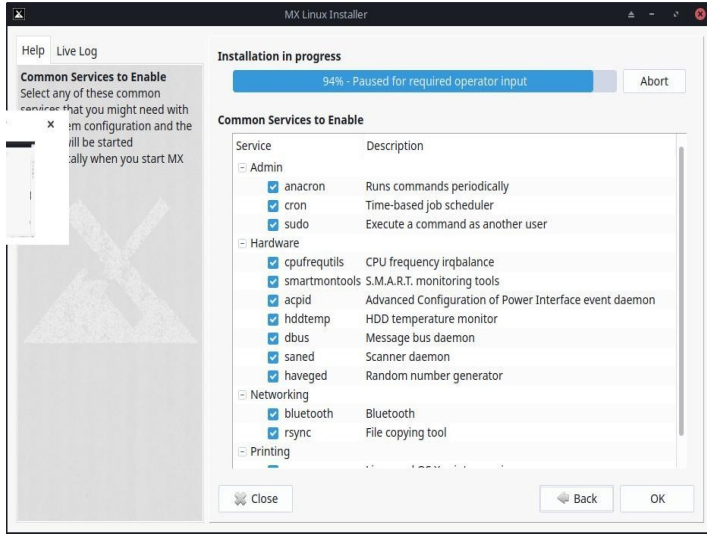 MX Linux Installer
Help Live Log
Common Services to Enable
Select any of these common
services that you might need with
em configuration and the
will be started
cally when you start MX
Installation in progress
94% - Paused for required operator input
Abort
Common Services to Enable
Service Description
Admin
anacron Runs commands periodically
cron Time-based job scheduler
sudo Execute a command as another user
Hardware
cpufrequtils CPU frequency irqbalance
smartmontools S.M.A.R.T. monitoring tools
acpid Advanced Configuration of Power Interface event daemon
hddtemp HDD temperature monitor
dbus Message bus daemon
saned Scanner daemon
haveged Random number generator
Networking
bluetooth Bluetooth
rsync File copying tool
Printing
Close Back OK